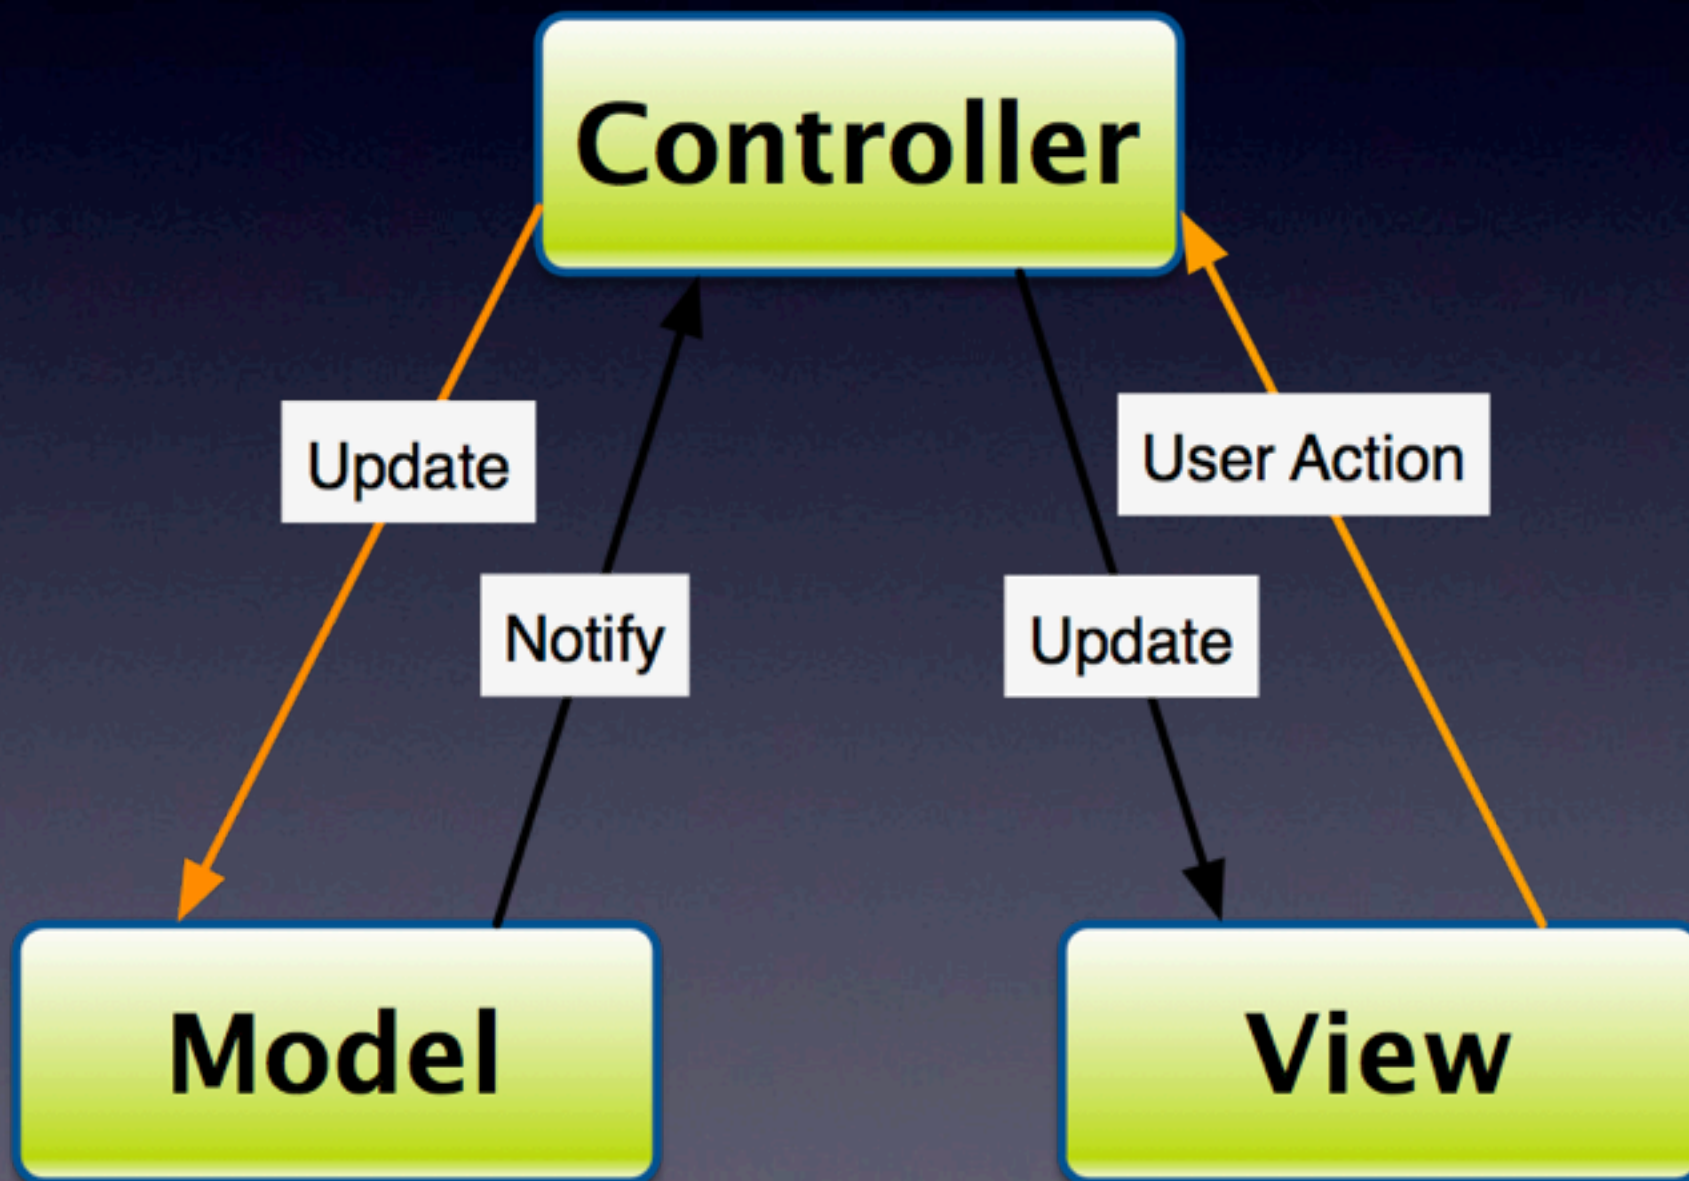 Controller
Update
User Action
Notify
Update
Model
View